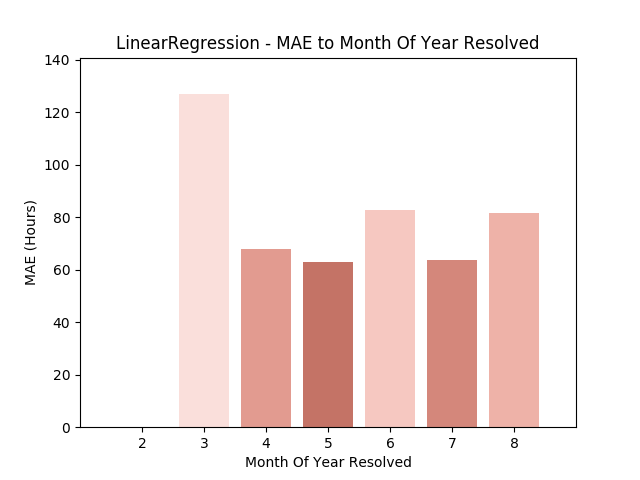 LinearRegression - MAE to Month Of Year Resolved
140
120
100
80
60
40
20
0
MAE (Hours)
2 3 4 5 6 7 8
Month Of Year Resolved